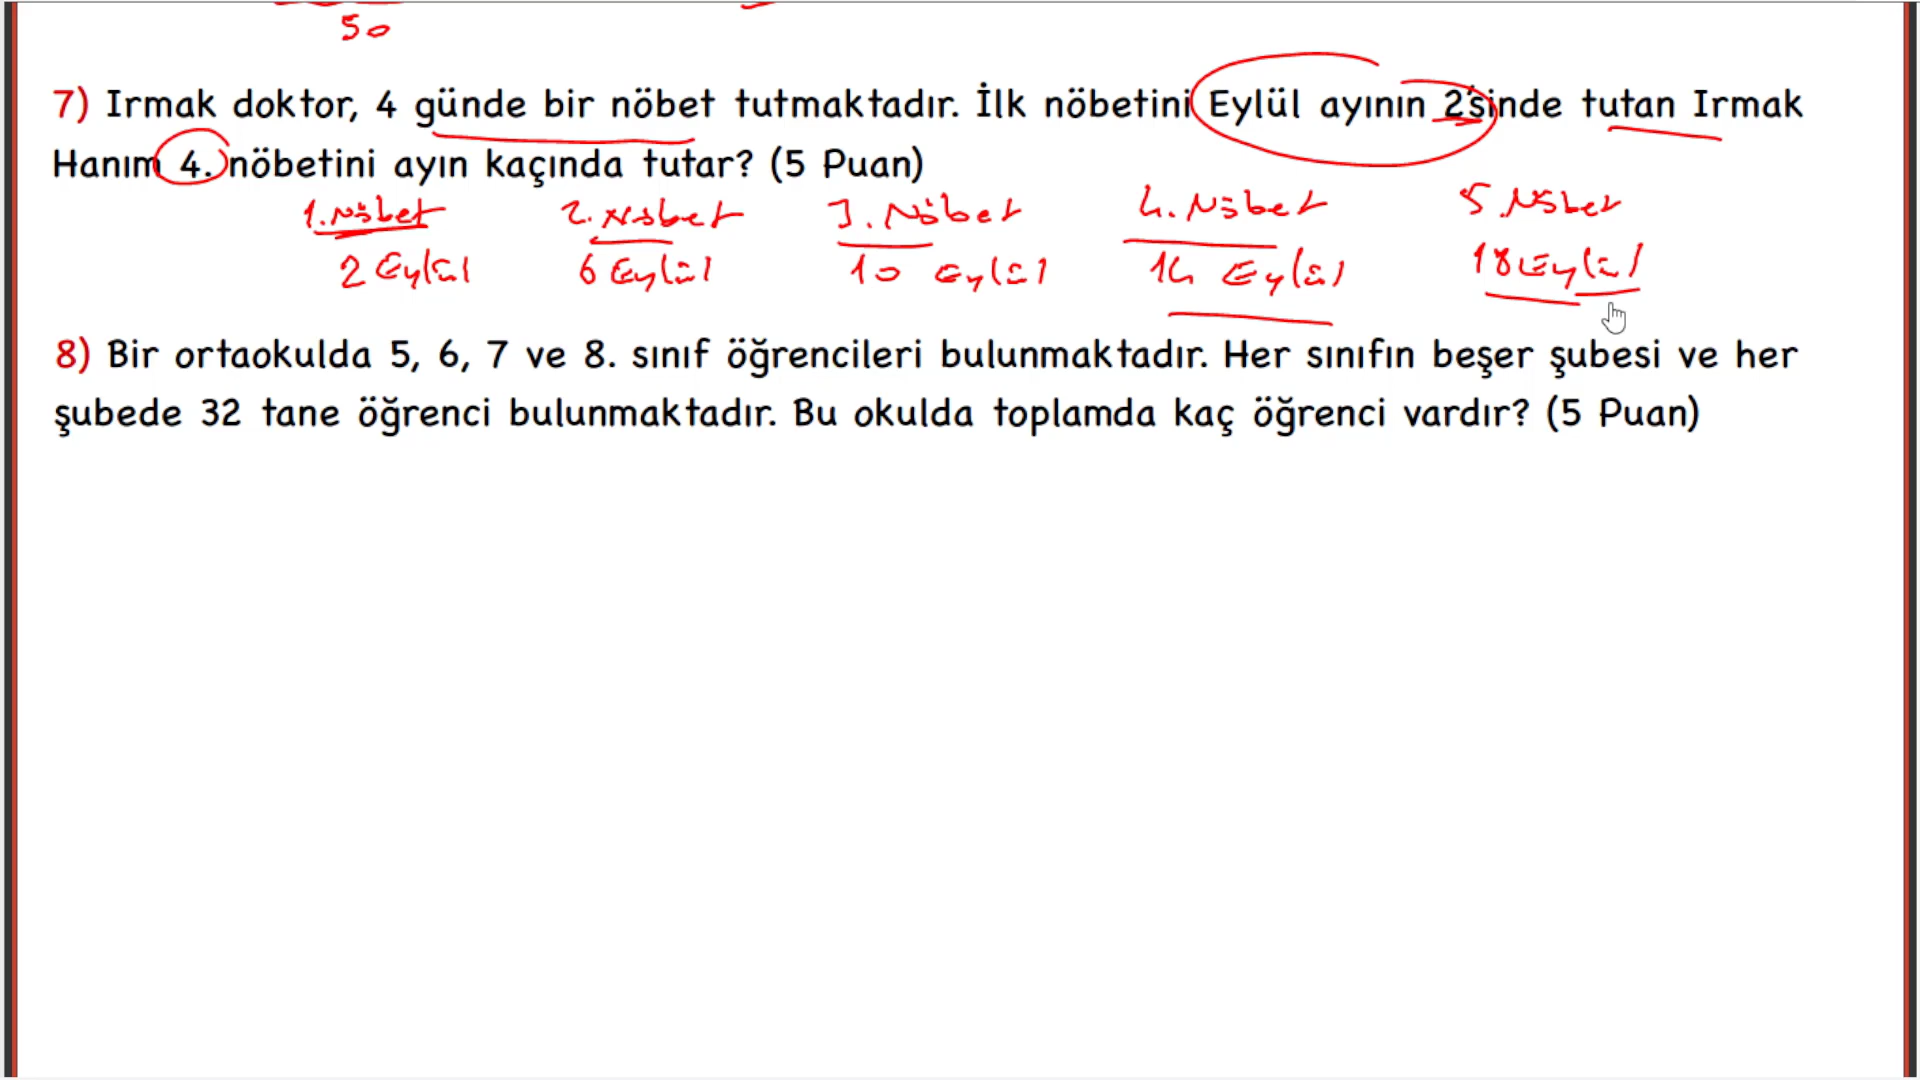 50
7) Irmak doktor, 4 günde bir nöbet tutmaktadır. İlk nöbetini Eylül ayının 2'sinde tutan Irmak
Hanım 4. nöbetini ayın kaçında tutar? (5 Puan)
1. Nöbet 2. Nöbet 3. Nöbet 4. Nöbet 5. Nöbet
2 Eylül 6 Eylül 10 Eylül 14 Eylül 18 Eylül
8) Bir ortaokulda 5, 6, 7 ve 8. sınıf öğrencileri bulunmaktadır. Her sınıfın beşer şubesi ve her
şubede 32 tane öğrenci bulunmaktadır. Bu okulda toplamda kaç öğrenci vardır? (5 Puan)